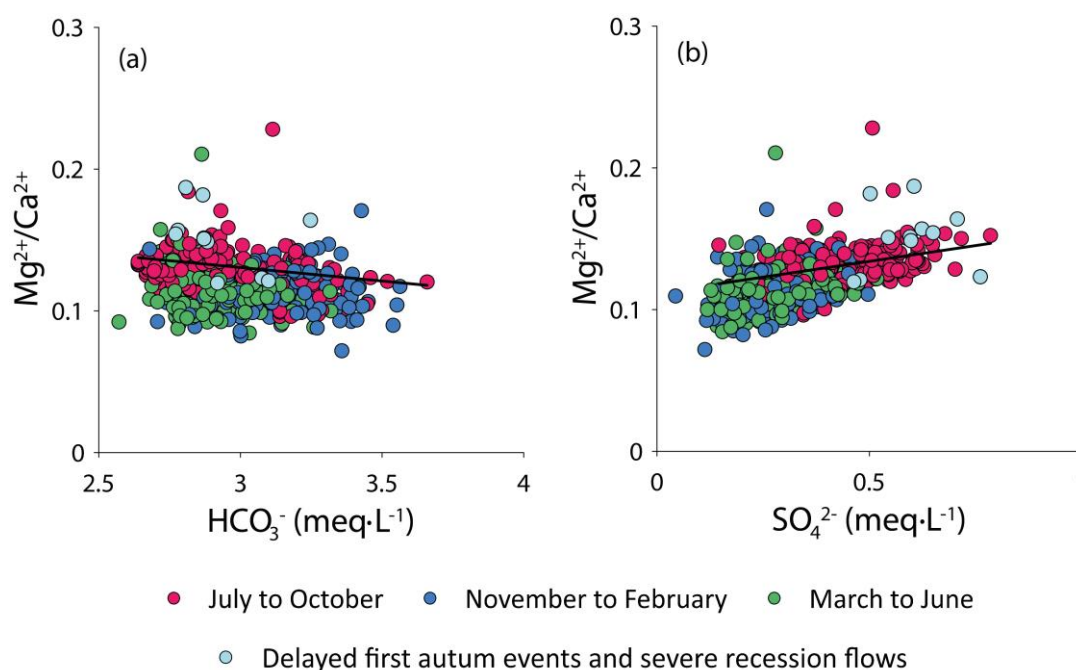 (a)
0.3
0.2
0.1
0
Mg²⁺/Ca²⁺
2.5 3 3.5 4
HCO₃⁻ (meq·L⁻¹)
(b)
0.3
0.2
0.1
0
Mg²⁺/Ca²⁺
0 0.5
SO₄²⁻ (meq·L⁻¹)
July to October November to February March to June
Delayed first autum events and severe recession flows